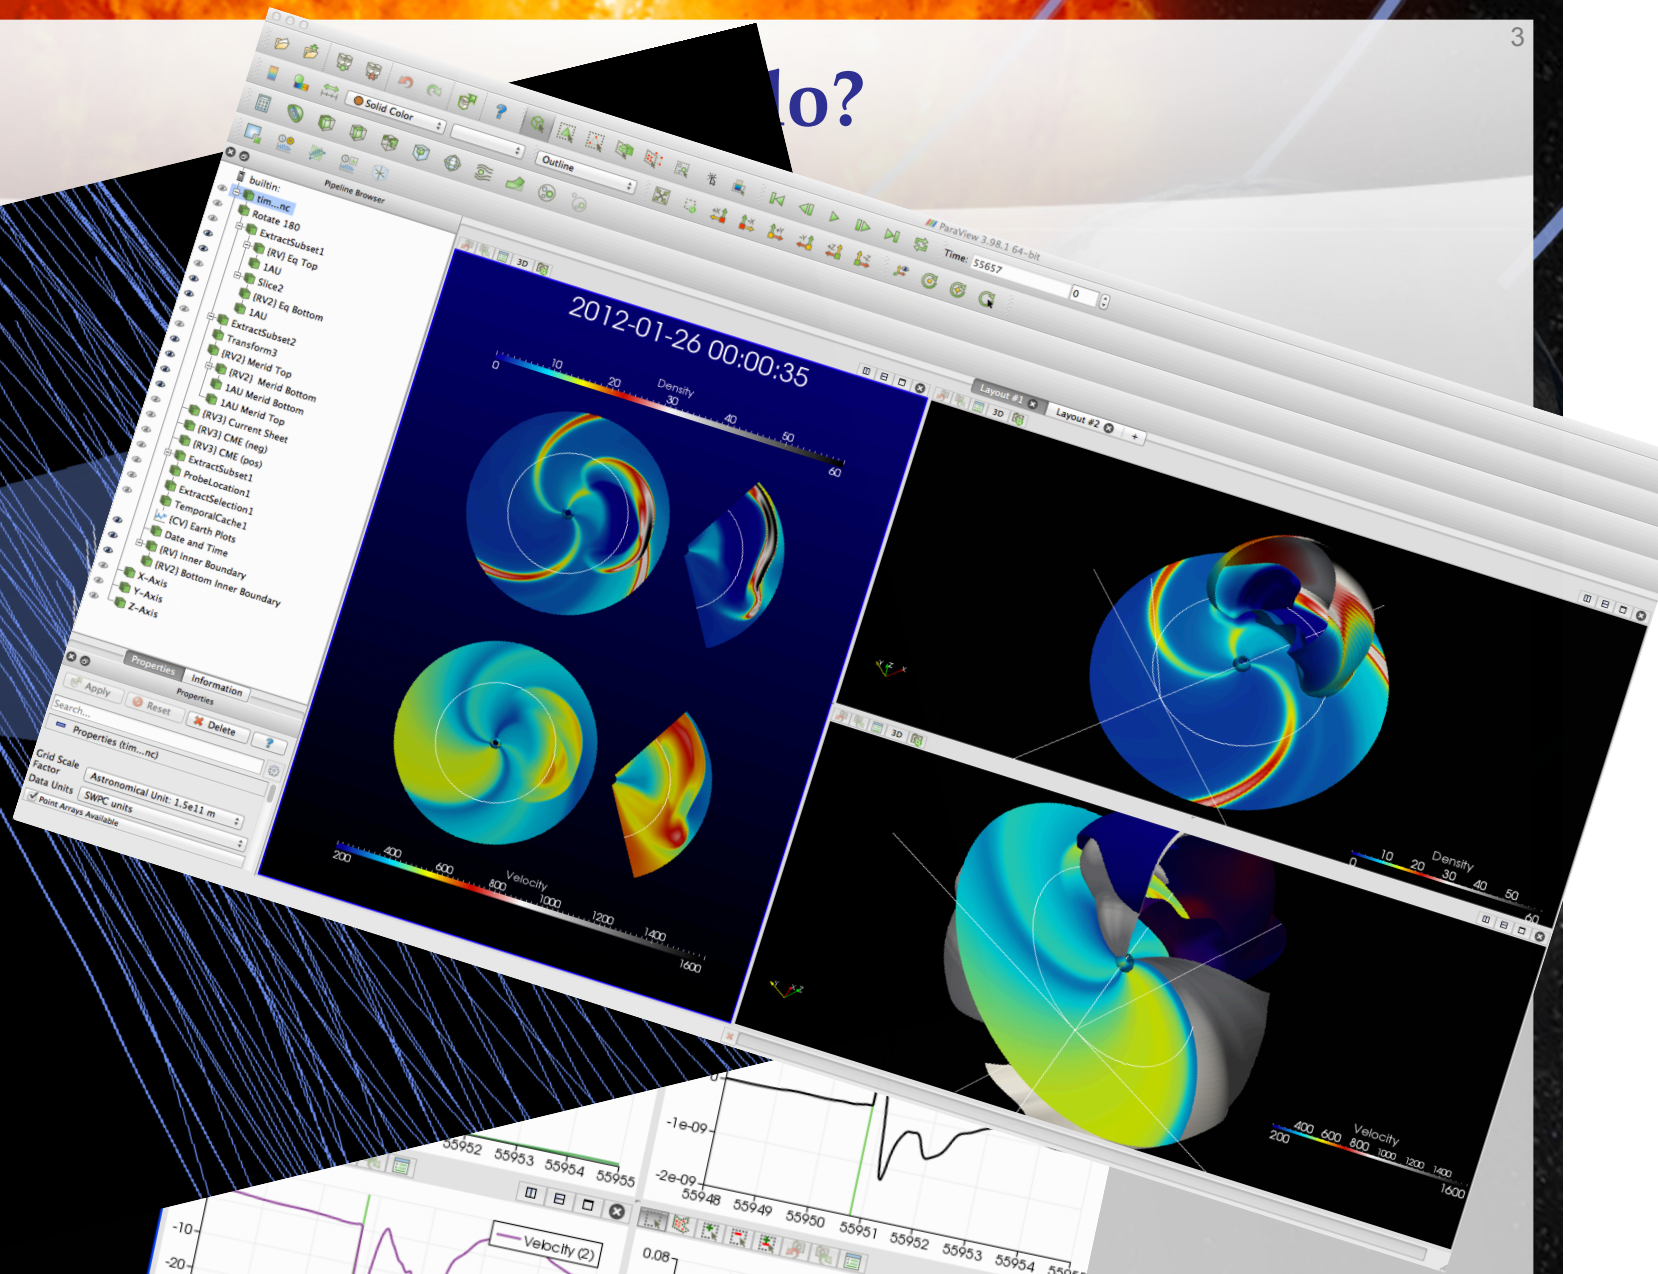 3
lo?
Solid Color
Outline
ParaView 3.98.1 64-bit
Time: 55657
0
Pipeline Browser
builtin:
tim...nc
Rotate 180
ExtractSubset1
{RV} Eq Top
1AU
Slice2
{RV2} Eq Bottom
1AU
ExtractSubset2
Transform3
{RV2} Merid Top
{RV2} Merid Bottom
1AU Merid Bottom
1AU Merid Top
{RV3} Current Sheet
{RV3} CME (neg)
{RV3} CME (pos)
ExtractSubset1
ProbeLocation1
ExtractSelection1
TemporalCache1
{CV} Earth Plots
Date and Time
{RV} Inner Boundary
{RV2} Bottom Inner Boundary
X-Axis
Y-Axis
Z-Axis
Properties
Information
Properties
Apply
Reset
Delete
?
Search...
Properties (tim...nc)
Grid Scale Factor
Astronomical Unit: 1.5e11 m
Data Units
SWPC units
Point Arrays Available
3D
2012-01-26 00:00:35
Density
0 10 20 30 40 50 60
Velocity
200 400 600 800 1000 1200 1400 1600
Layout #1
Layout #2
+
3D
Density
0 10 20 30 40 50 60
3D
Velocity
200 400 600 800 1000 1200 1400 1600
55952 55953 55954 55955
0
-1e-09
-2e-09
55948 55949 55950 55951 55952 55953 55954
-10
-20
Velocity (2)
0.08